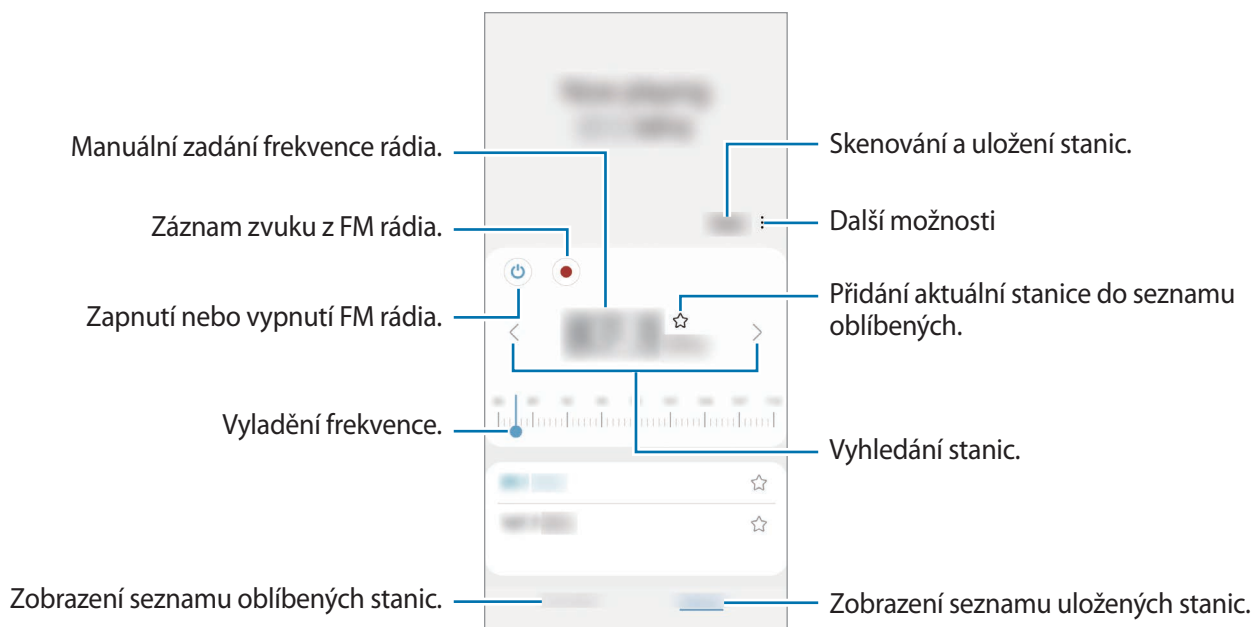 Manuální zadání frekvence rádia.
Záznam zvuku z FM rádia.
Zapnutí nebo vypnutí FM rádia.
Vyladění frekvence.
Zobrazení seznamu oblíbených stanic.
Skenování a uložení stanic.
Další možnosti
Přidání aktuální stanice do seznamu
oblíbených.
Vyhledání stanic.
Zobrazení seznamu uložených stanic.